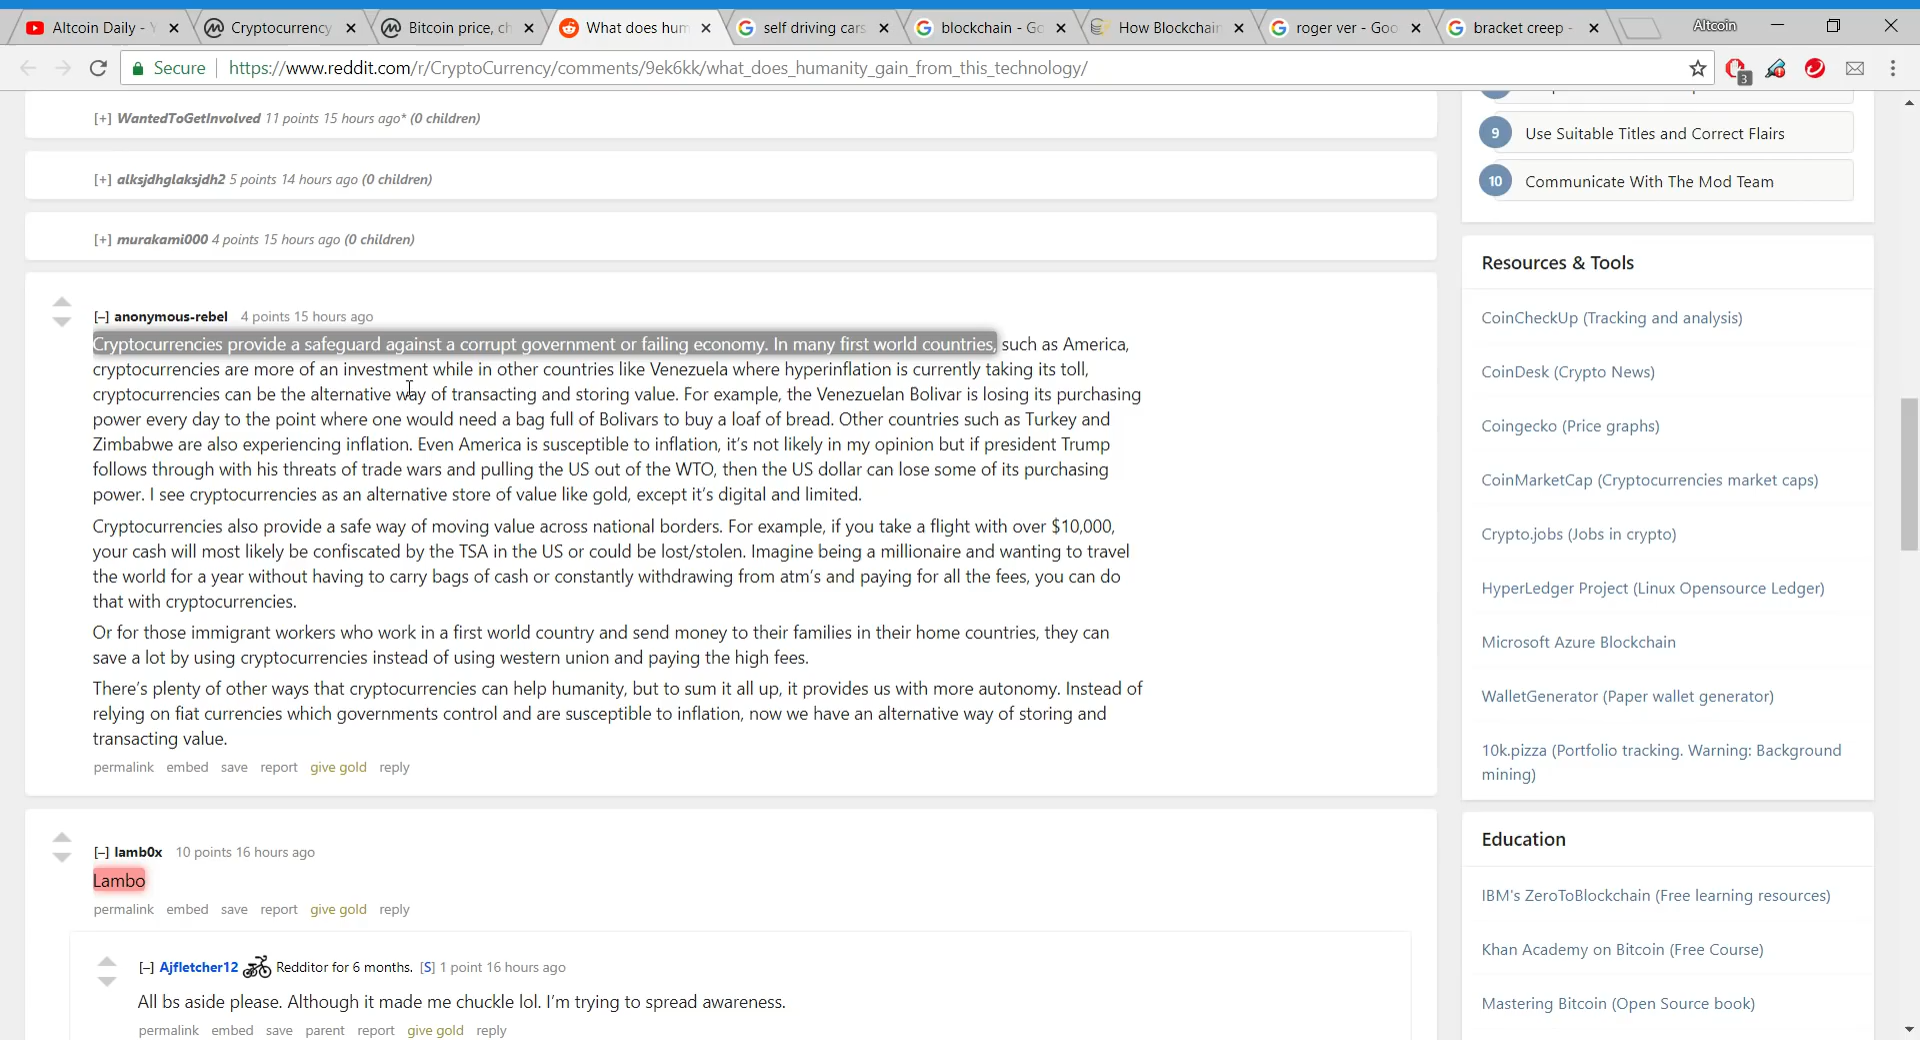 Altcoin Daily - Y
Cryptocurrency
Bitcoin price, ch
What does hum
self driving cars
blockchain - Go
How Blockchain
roger ver - Goo
bracket creep -
Altcoin
Secure
https://www.reddit.com/r/CryptoCurrency/comments/9ek6kk/what_does_humanity_gain_from_this_technology/
3
[+] WantedToGetInvolved 11 points 15 hours ago* (0 children)
[+] alksjdhglaksjdh2 5 points 14 hours ago (0 children)
[+] murakami000 4 points 15 hours ago (0 children)
[–] anonymous-rebel 4 points 15 hours ago
Cryptocurrencies provide a safeguard against a corrupt government or failing economy. In many first world countries, such as America,
cryptocurrencies are more of an investment while in other countries like Venezuela where hyperinflation is currently taking its toll,
cryptocurrencies can be the alternative way of transacting and storing value. For example, the Venezuelan Bolivar is losing its purchasing
power every day to the point where one would need a bag full of Bolivars to buy a loaf of bread. Other countries such as Turkey and
Zimbabwe are also experiencing inflation. Even America is susceptible to inflation, it's not likely in my opinion but if president Trump
follows through with his threats of trade wars and pulling the US out of the WTO, then the US dollar can lose some of its purchasing
power. I see cryptocurrencies as an alternative store of value like gold, except it's digital and limited.
Cryptocurrencies also provide a safe way of moving value across national borders. For example, if you take a flight with over $10,000,
your cash will most likely be confiscated by the TSA in the US or could be lost/stolen. Imagine being a millionaire and wanting to travel
the world for a year without having to carry bags of cash or constantly withdrawing from atm's and paying for all the fees, you can do
that with cryptocurrencies.
Or for those immigrant workers who work in a first world country and send money to their families in their home countries, they can
save a lot by using cryptocurrencies instead of using western union and paying the high fees.
There's plenty of other ways that cryptocurrencies can help humanity, but to sum it all up, it provides us with more autonomy. Instead of
relying on fiat currencies which governments control and are susceptible to inflation, now we have an alternative way of storing and
transacting value.
permalink embed save report give gold reply
[–] lamb0x 10 points 16 hours ago
Lambo
permalink embed save report give gold reply
[–] Ajfletcher12 Redditor for 6 months. [S] 1 point 16 hours ago
All bs aside please. Although it made me chuckle lol. I'm trying to spread awareness.
permalink embed save parent report give gold reply
9 Use Suitable Titles and Correct Flairs
10 Communicate With The Mod Team
Resources & Tools
CoinCheckUp (Tracking and analysis)
CoinDesk (Crypto News)
Coingecko (Price graphs)
CoinMarketCap (Cryptocurrencies market caps)
Crypto.jobs (Jobs in crypto)
HyperLedger Project (Linux Opensource Ledger)
Microsoft Azure Blockchain
WalletGenerator (Paper wallet generator)
10k.pizza (Portfolio tracking. Warning: Background
mining)
Education
IBM's ZeroToBlockchain (Free learning resources)
Khan Academy on Bitcoin (Free Course)
Mastering Bitcoin (Open Source book)